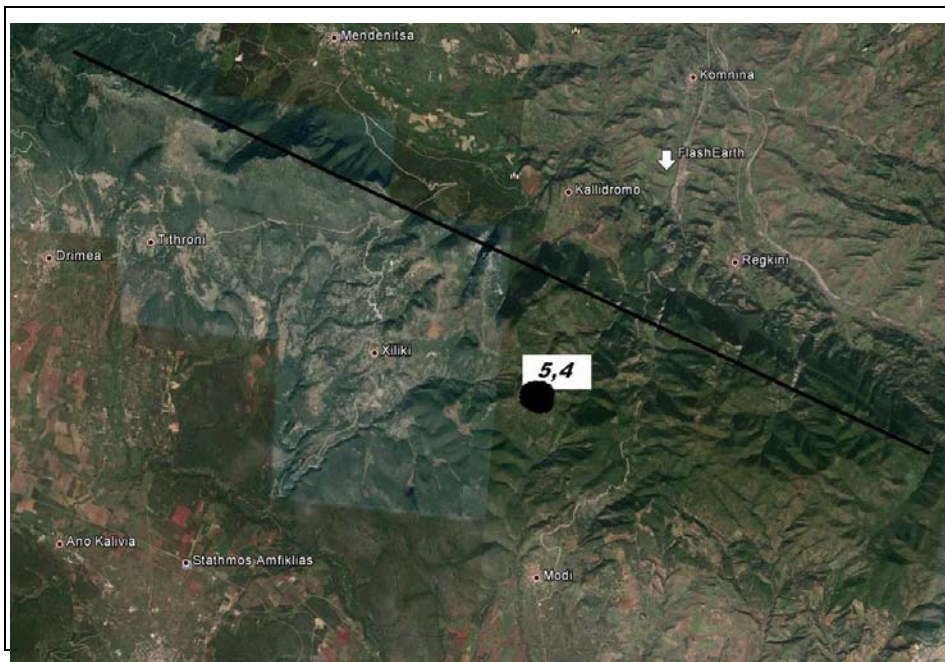 Mendenitsa
Komnina
FlashEarth
Kallidromo
Tithroni
Drimea
Regkini
Xiliki
5,4
Ano Kalivia
Stathmos Amfiklias
Modi